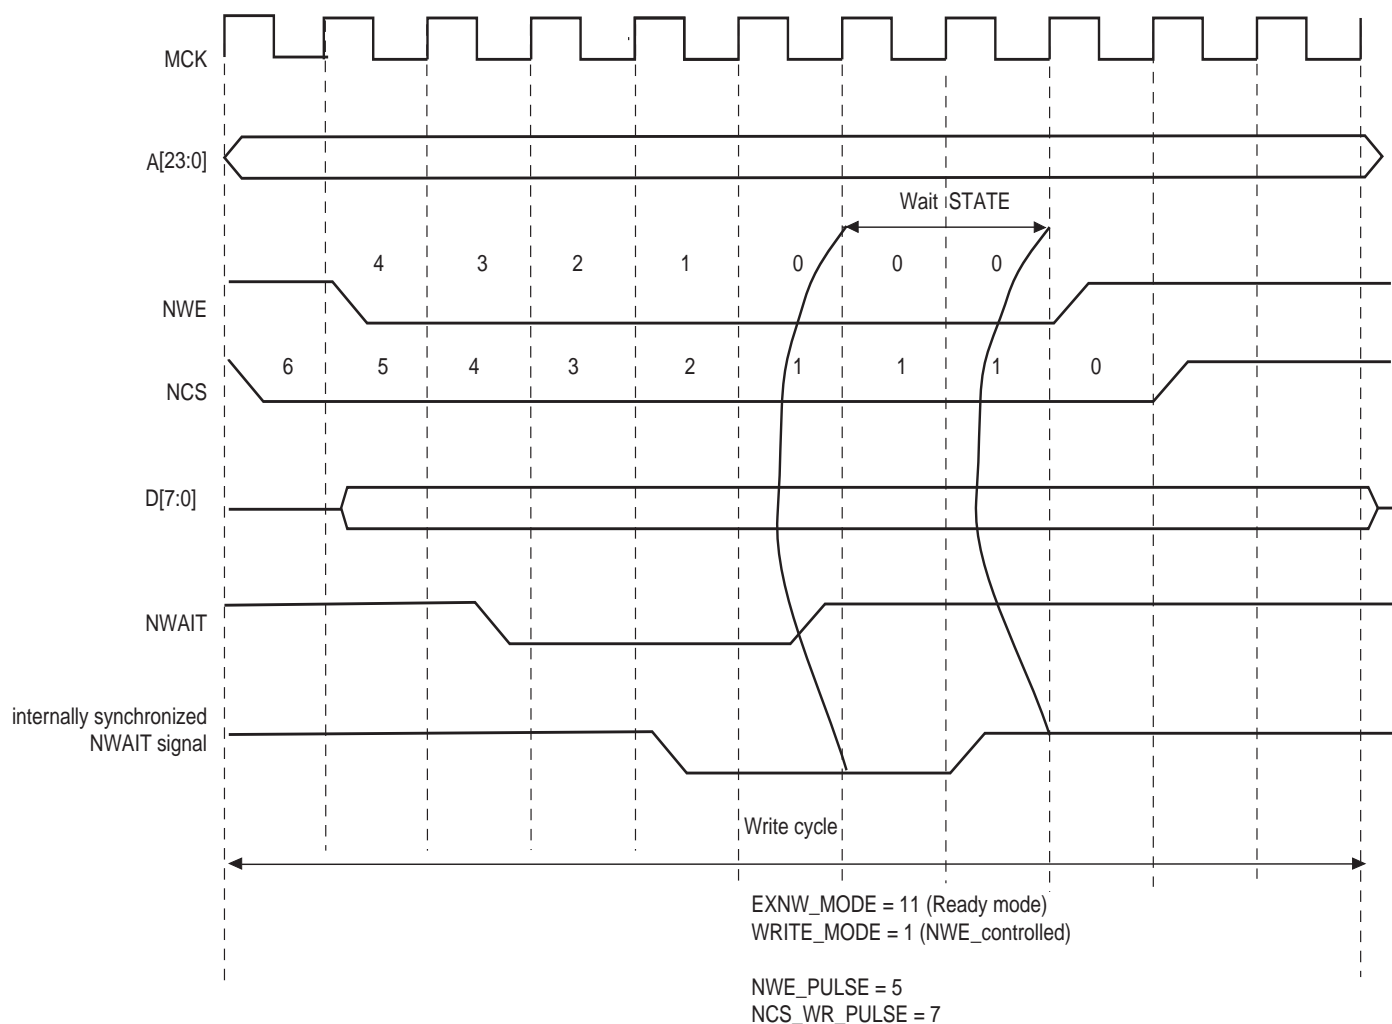 MCK
A[23:0]
Wait STATE
4 3 2 1 0 0 0
NWE
6 5 4 3 2 1 1 1 0
NCS
D[7:0]
NWAIT
internally synchronized
NWAIT signal
Write cycle
EXNW_MODE = 11 (Ready mode)
WRITE_MODE = 1 (NWE_controlled)
NWE_PULSE = 5
NCS_WR_PULSE = 7